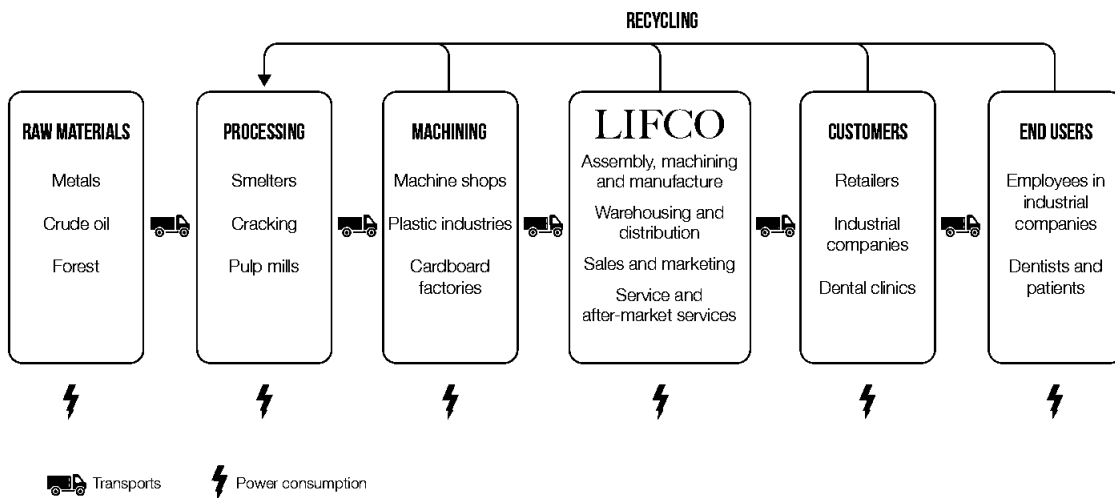 RECYCLING
RAW MATERIALS
Metals
Crude oil
Forest
PROCESSING
Smelters
Cracking
Pulp mills
MACHINING
Machine shops
Plastic industries
Cardboard
factories
LIFCO
Assembly, machining
and manufacture
Warehousing and
distribution
Sales and marketing
Service and
after-market services
CUSTOMERS
Retailers
Industrial
companies
Dental clinics
END USERS
Employees in
industrial
companies
Dentists and
patients
Transports
Power consumption